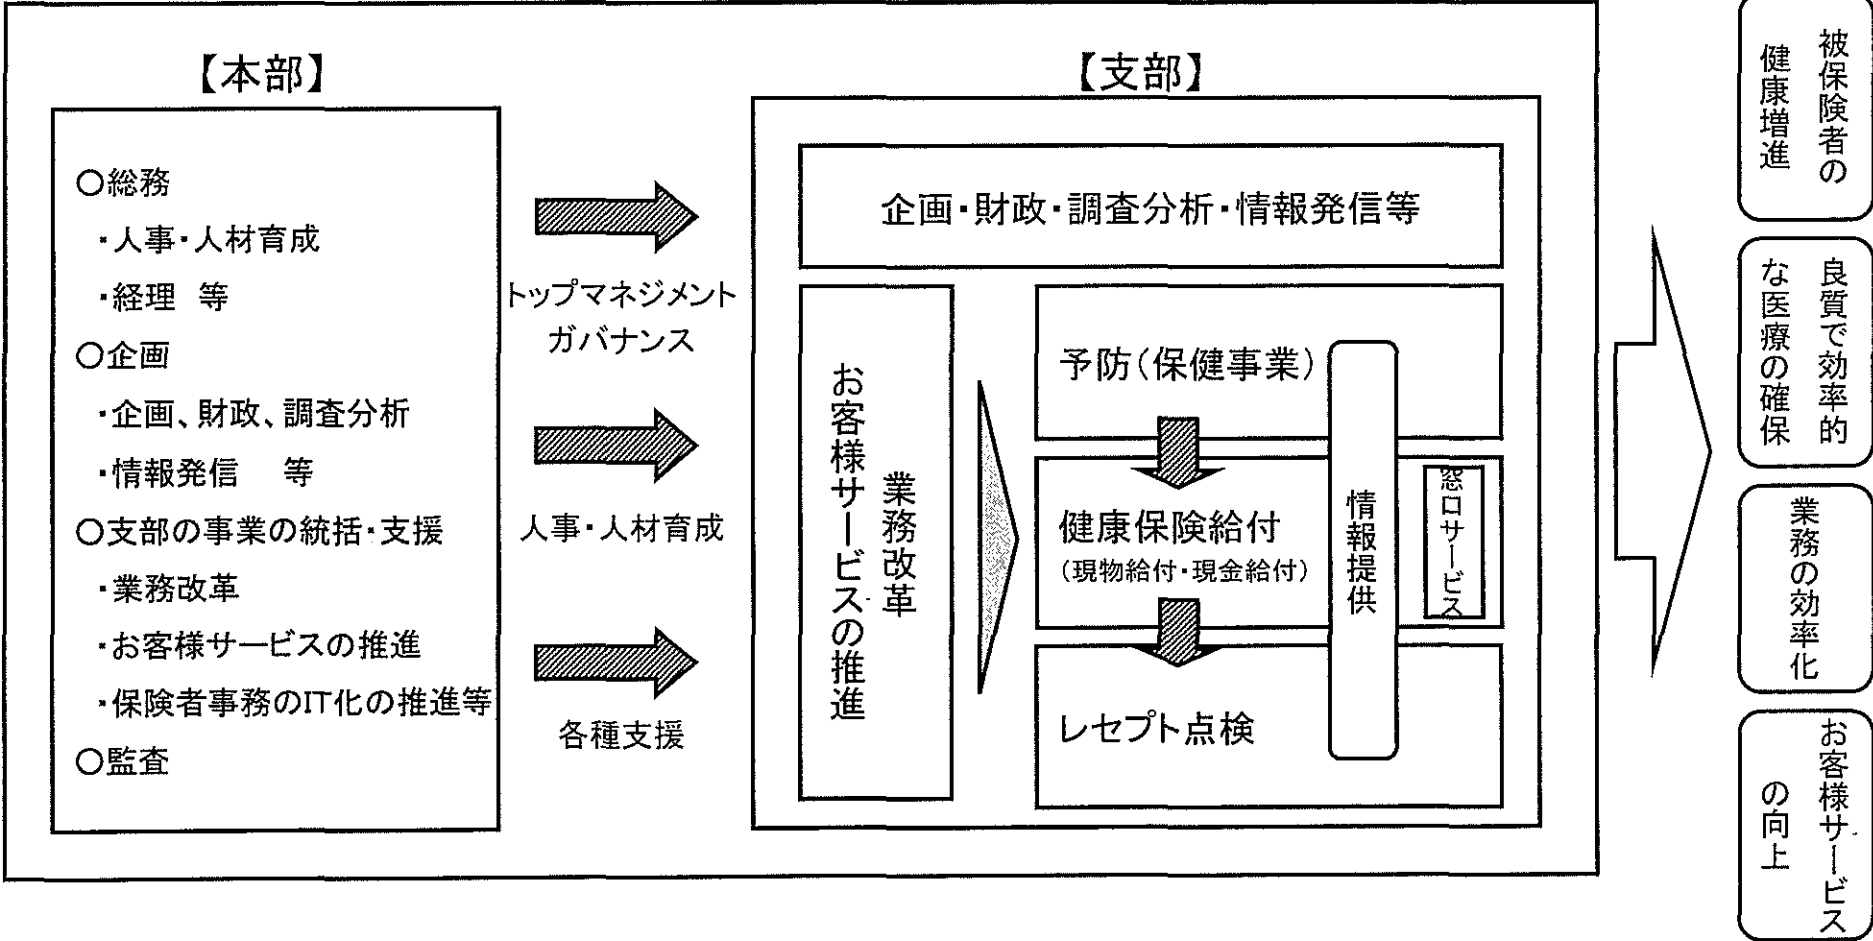 【本部】
○総務
・人事・人材育成
・経理 等
○企画
・企画、財政、調査分析
・情報発信 等
○支部の事業の統括・支援
・業務改革
・お客様サービスの推進
・保険者事務のIT化の推進等
○監査
トップマネジメント
ガバナンス
人事・人材育成
各種支援
【支部】
企画・財政・調査分析・情報発信等
業務改革
お客様サービスの推進
予防(保健事業)
健康保険給付
(現物給付・現金給付)
レセプト点検
情報提供
窓口サービス
被保険者の
健康増進
良質で効率的
な医療の確保
業務の効率化
お客様サービス
の向上